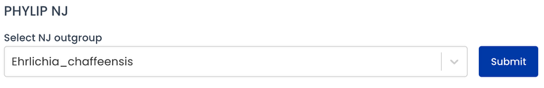 PHYLIP NJ
Select NJ outgroup
Ehrlichia_chaffeensis
Submit